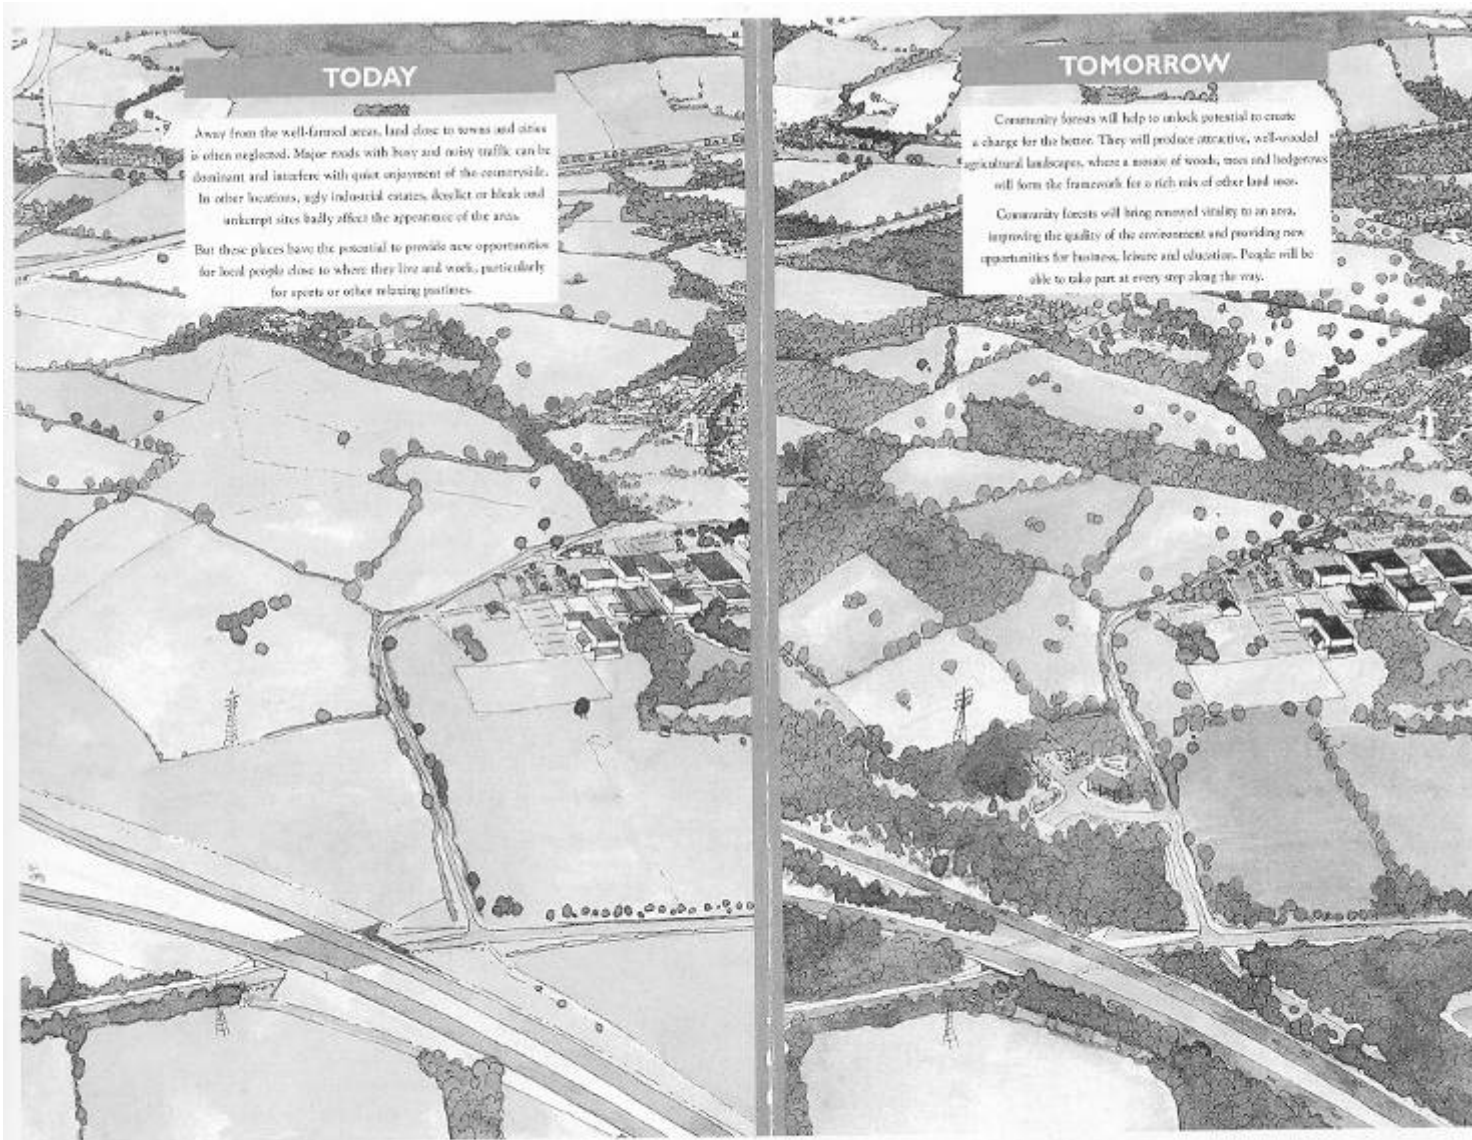 TODAY
Away from the well-farmed areas, land close to towns and cities
is often neglected. Major roads with busy and noisy traffic can be
dominant and interfere with quiet enjoyment of the countryside.
In other locations, ugly industrial estates, derelict or bleak and
unkempt sites badly affect the appearance of the area.
But these places have the potential to provide new opportunities
for local people close to where they live and work, particularly
for sports or other relaxing pastimes.
TOMORROW
Community forests will help to unlock potential to create
a change for the better. They will produce attractive, well-wooded
agricultural landscapes, where a mosaic of woods, trees and hedgerows
will form the framework for a rich mix of other land uses.
Community forests will bring renewed vitality to an area,
improving the quality of the environment and providing new
opportunities for business, leisure and education. People will be
able to take part at every step along the way.